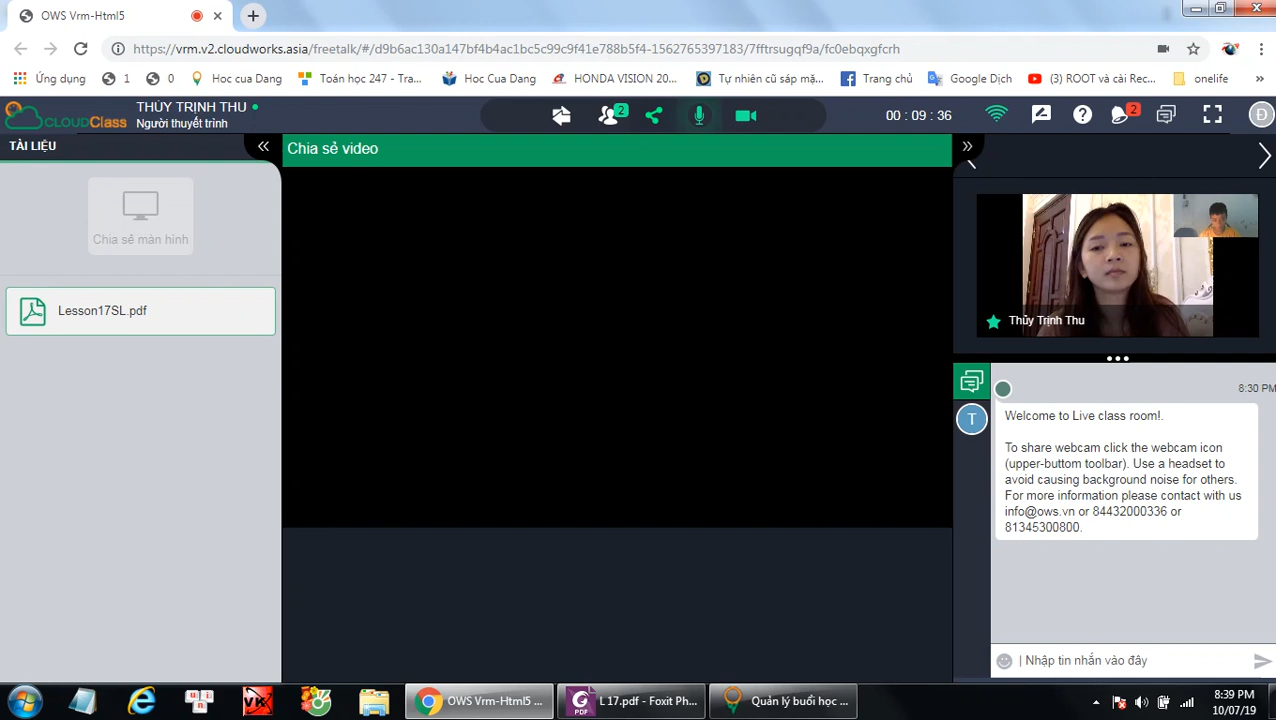 OWS Vrm-Html5
https://vrm.v2.cloudworks.asia/freetalk/#/d9b6ac130a147bf4b4ac1bc5c99c9f41e788b5f4-1562765397183/7fftrsugqf9a/fc0ebqxgfcrh
Ứng dụng 1 0 Hoc cua Dang Toán học 247 - Tra... Học Cua Dang HONDA VISION 20... Tự nhiên cũ sáp mặ... Trang chủ Google Dịch (3) ROOT và cài Rec... onelife »
CLOUDClass
THỦY TRỊNH THU
Người thuyết trình
2
00 : 09 : 36
2
Đ
TÀI LIỆU
Chia sẻ video
Chia sẻ màn hình
Lesson17SL.pdf
Thủy Trịnh Thu
8:30 PM
T
Welcome to Live class room!.
To share webcam click the webcam icon
(upper-buttom toolbar). Use a headset to
avoid causing background noise for others.
For more information please contact with us
info@ows.vn or 84432000336 or
81345300800.
Nhập tin nhắn vào đây
OWS Vrm-Html5 ...
PDF
L 17.pdf - Foxit Ph...
Quản lý buổi học ...
8:39 PM
10/07/19